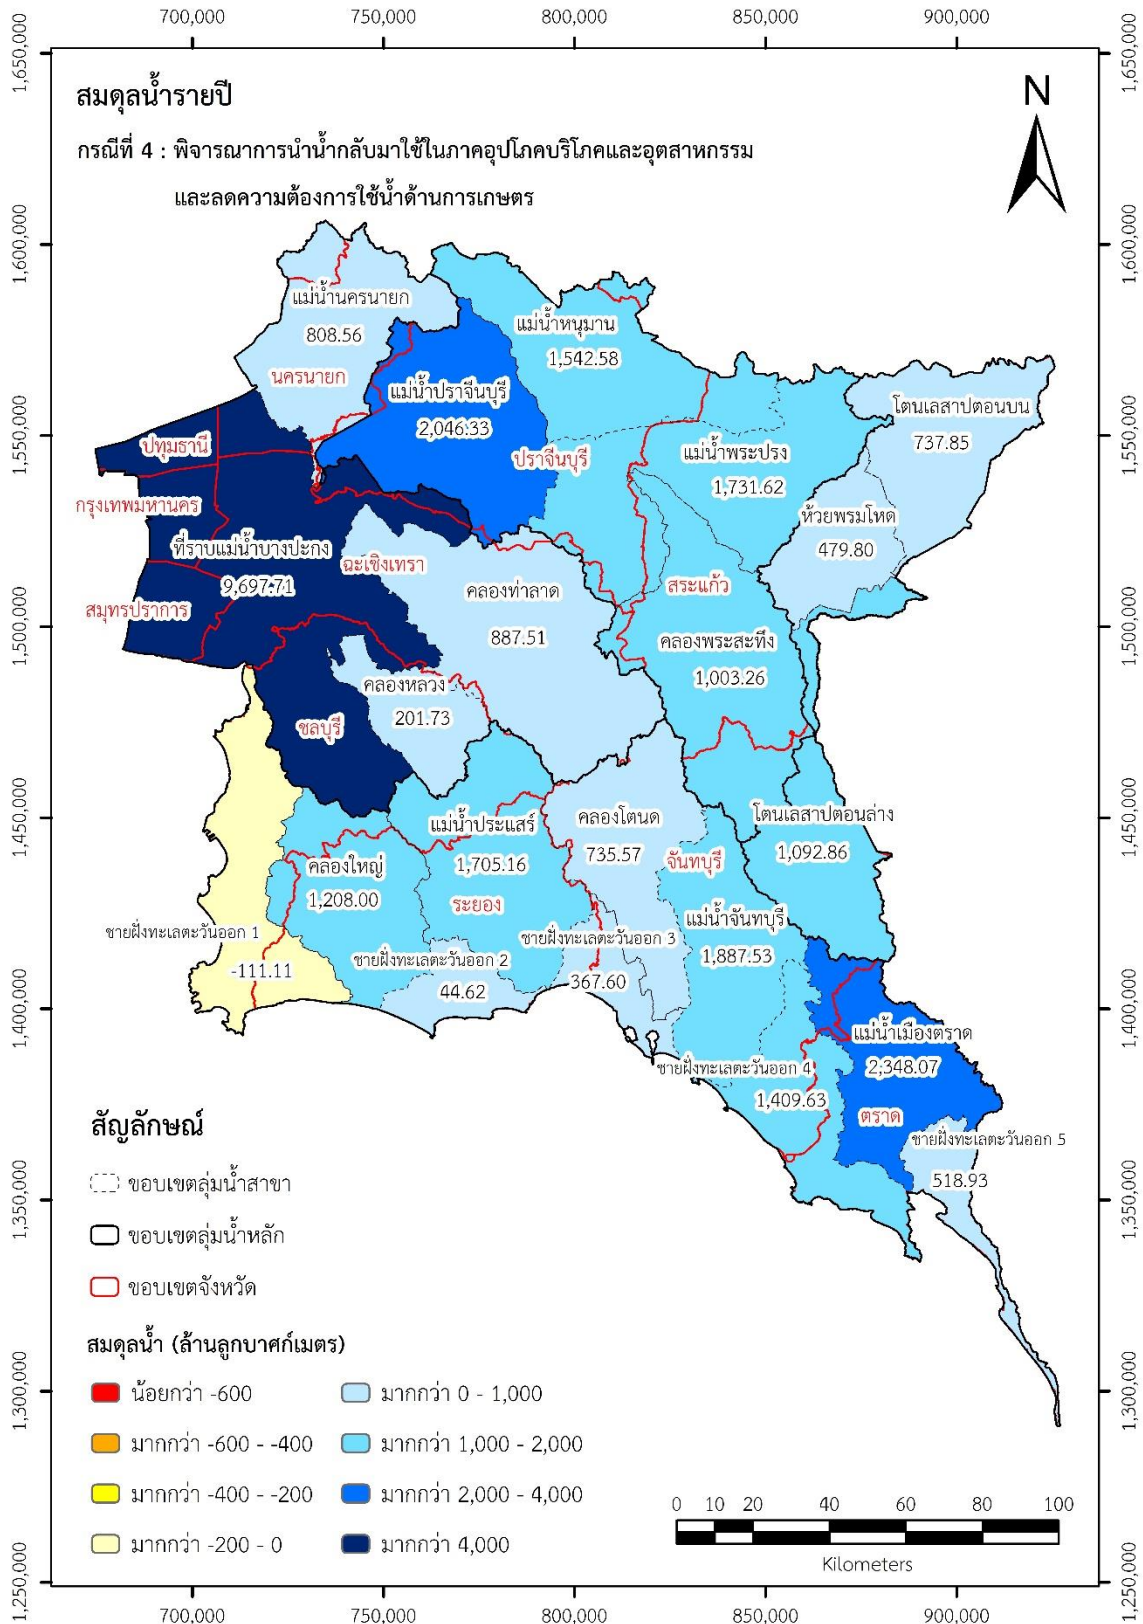 700,000 750,000 800,000 850,000 900,000
1,650,000 1,650,000
สมดุลน้ำรายปี
N
กรณีที่ 4 : พิจารณาการนำน้ำกลับมาใช้ในภาคอุปโภคบริโภคและอุตสาหกรรม
และลดความต้องการใช้น้ำด้านการเกษตร
1,600,000 1,600,000
แม่น้ำนครนายก
808.56
แม่น้ำหนุมาน
1,542.58
นครนายก
แม่น้ำปราจีนบุรี
2,046.33
โตนเลสาปตอนบน
737.85
1,550,000 1,550,000
ปทุมธานี
ปราจีนบุรี
แม่น้ำพระปรง
1,731.62
กรุงเทพมหานคร
ห้วยพรมโหด
479.80
ที่ราบแม่น้ำบางปะกง
9,697.71
ฉะเชิงเทรา
คลองท่าลาด
887.51
สระแก้ว
สมุทรปราการ
1,500,000 1,500,000
คลองพระสะทึง
1,003.26
คลองหลวง
201.73
ชลบุรี
1,450,000 1,450,000
แม่น้ำประแสร์
1,705.16
คลองโตนด
735.57
โตนเลสาปตอนล่าง
1,092.86
คลองใหญ่
1,208.00
จันทบุรี
ระยอง
แม่น้ำจันทบุรี
1,887.53
ชายฝั่งทะเลตะวันออก 1
-111.11
ชายฝั่งทะเลตะวันออก 2
44.62
ชายฝั่งทะเลตะวันออก 3
367.60
1,400,000 1,400,000
แม่น้ำเมืองตราด
2,348.07
ชายฝั่งทะเลตะวันออก 4
1,409.63
ตราด
ชายฝั่งทะเลตะวันออก 5
518.93
1,350,000 1,350,000
สัญลักษณ์
ขอบเขตลุ่มน้ำสาขา
ขอบเขตลุ่มน้ำหลัก
ขอบเขตจังหวัด
สมดุลน้ำ (ล้านลูกบาศก์เมตร)
1,300,000 1,300,000
น้อยกว่า -600 มากกว่า 0 - 1,000
มากกว่า -600 - -400 มากกว่า 1,000 - 2,000
มากกว่า -400 - -200 มากกว่า 2,000 - 4,000
มากกว่า -200 - 0 มากกว่า 4,000
0 10 20 40 60 80 100
Kilometers
1,250,000 1,250,000
700,000 750,000 800,000 850,000 900,000